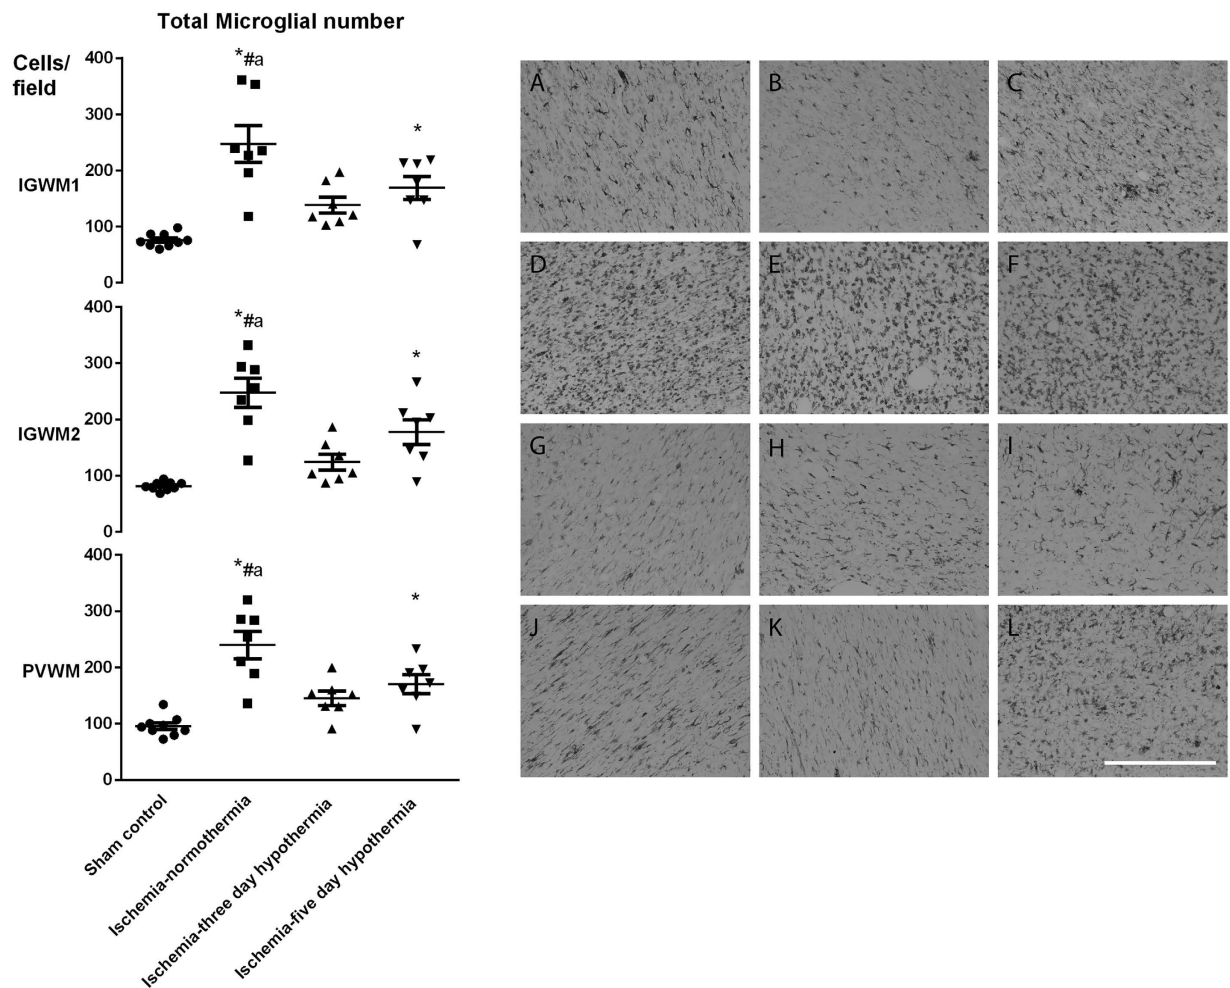 Total Microglial number
Cells/
field
400
*#a
300
*
200
IGWM1
100
0
400
*#a
300
*
200
IGWM2
100
0
400
*#a
300
*
200
PVWM
100
0
Sham control
Ischemia-normothermia
Ischemia-three day hypothermia
Ischemia-five day hypothermia
A
B
C
D
E
F
G
H
I
J
K
L